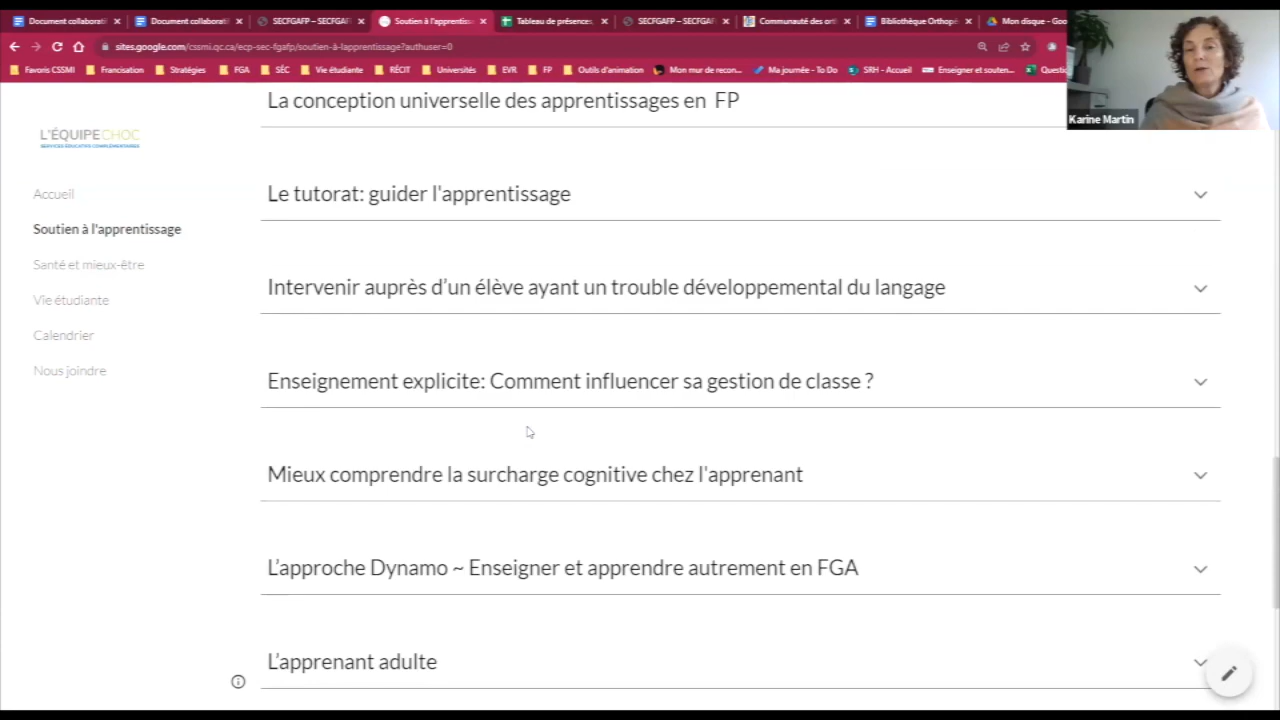 Document collaborati
Document collaborati
SECFGAFP – SECFGAF
Soutien à l'apprentiss
Tableau de présences
SECFGAFP – SECFGAF
Communauté des ort
Bibliothèque Orthopé
Mon disque - Goo
sites.google.com/cssmi.qc.ca/ecp-sec-fgafp/soutien-à-lapprentissage?authuser=0
Favoris CSSMI
Francisation
Stratégies
FGA
SÉC
Vie étudiante
RÉCIT
Universités
EVR
FP
Outils d'animation
Mon mur de recon...
Ma journée - To Do
SRH - Accueil
Enseigner et souten...
Questi
Karine Martin
L'ÉQUIPECHOC
SERVICES ÉDUCATIFS COMPLÉMENTAIRES
Accueil
Soutien à l'apprentissage
Santé et mieux-être
Vie étudiante
Calendrier
Nous joindre
La conception universelle des apprentissages en FP
Le tutorat: guider l'apprentissage
Intervenir auprès d'un élève ayant un trouble développemental du langage
Enseignement explicite: Comment influencer sa gestion de classe ?
Mieux comprendre la surcharge cognitive chez l'apprenant
L'approche Dynamo ~ Enseigner et apprendre autrement en FGA
L'apprenant adulte